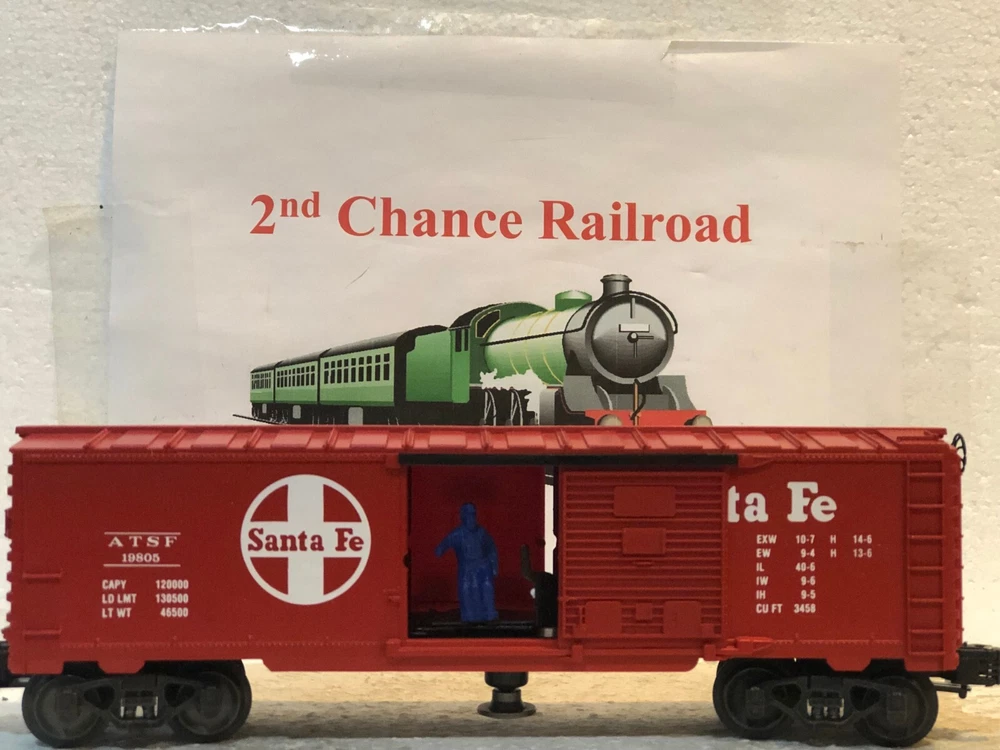 2nd Chance Railroad
ATSF
19805
CAPY 120000
LD LMT 130500
LT WT 46500
Santa Fe
ta Fe
EXW 10-7 H 14-6
EW 9-4 H 13-6
IL 40-6
IW 9-6
IH 9-5
CU FT 3458